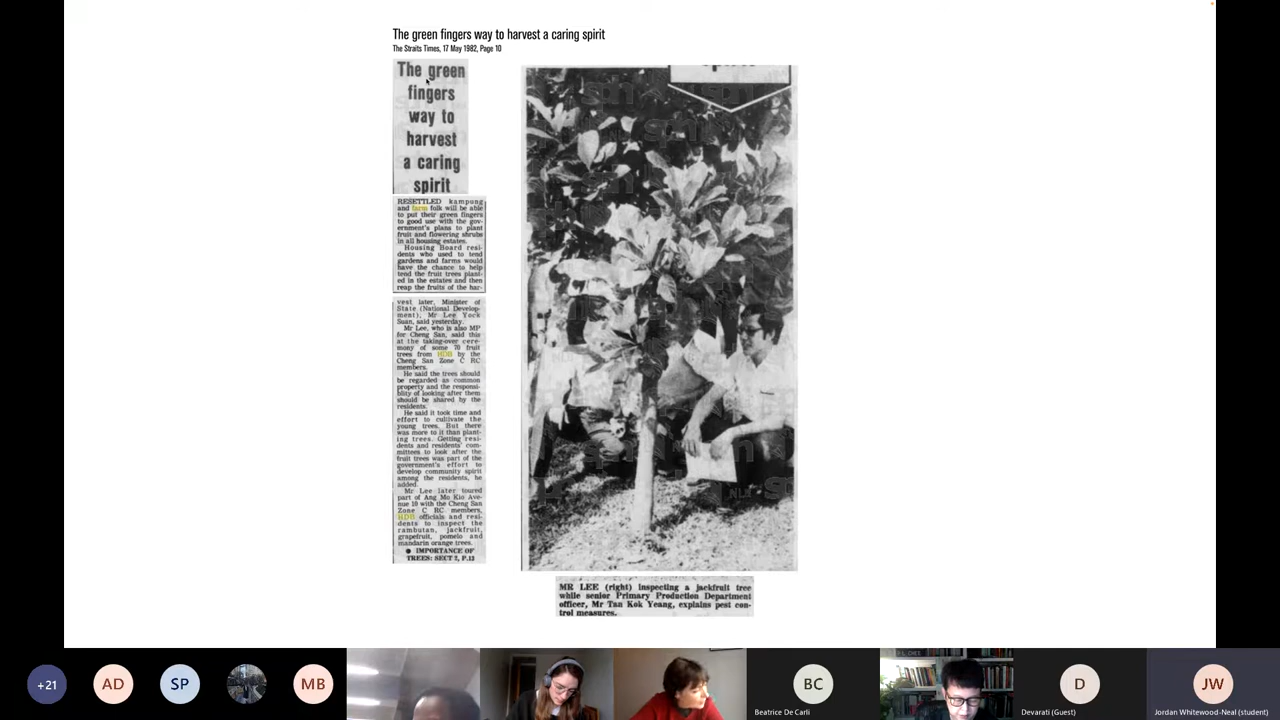 The green fingers way to harvest a caring spirit
The Straits Times, 17 May 1982, Page 10
The green
fingers
way to
harvest
a caring
spirit
RESETTLED kampung
and farm folk will be able
to put their green fingers
to good use with the gov-
ernment's plans to plant
fruit and flowering shrubs
in all housing estates.
Housing Board resi-
dents who used to tend
gardens and farms would
have the chance to help
tend the fruit trees plant-
ed in the estates and then
reap the fruits of the har-
vest later, Minister of
State (National Develop-
ment), Mr Lee Yock
Suan, said yesterday.
Mr Lee, who is also MP
for Cheng San, said this
at the taking-over cere-
mony of some 70 fruit
trees from HDB by the
Cheng San Zone C RC
members.
He said the trees should
be regarded as common
property and the responsi-
blity of looking after them
should be shared by the
residents.
He said it took time and
effort to cultivate the
young trees. But there
was more to it than plant-
ing trees. Getting resi-
dents and residents' com-
mittees to look after the
fruit trees was part of the
government's effort to
develop community spirit
among the residents, he
added.
Mr Lee later toured
part of Ang Mo Kio Ave-
nue 10 with the Cheng San
Zone C RC members,
HDB officials and resi-
dents to inspect the
rambutan, jackfruit,
grapefruit, pomelo and
mandarin orange trees.
● IMPORTANCE OF
TREES: SECT 2, P.13
sph
sph
NLB
MR LEE (right) inspecting a jackfruit tree
while senior Primary Production Department
officer, Mr Tan Kok Yeang, explains pest con-
trol measures.
+21
AD
SP
MB
BC
Beatrice De Carli
D
Devarati (Guest)
JW
Jordan Whitewood-Neal (student)